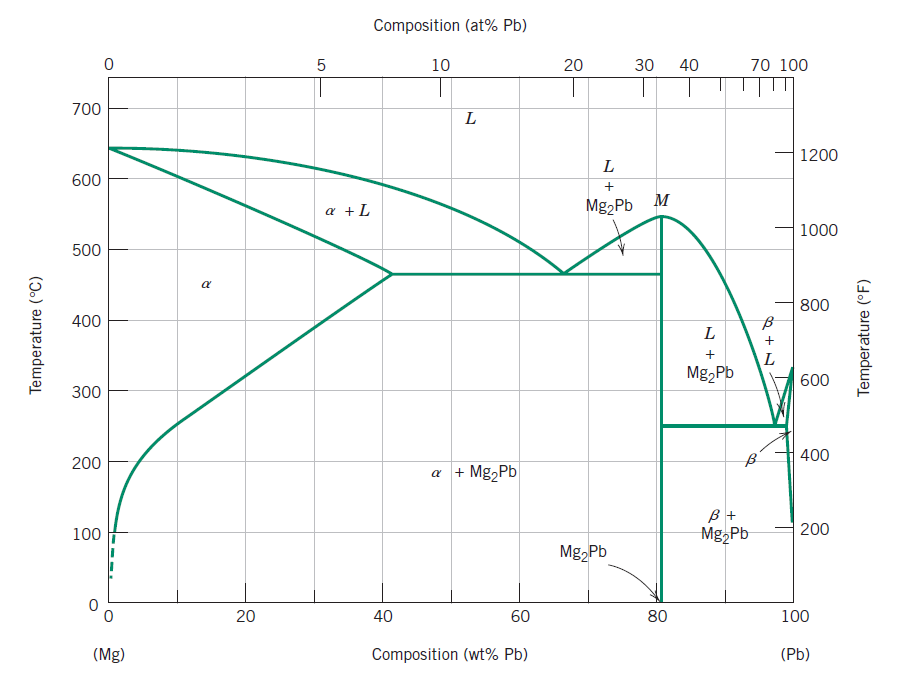 Composition (at% Pb)
0 5 10 20 30 40 70 100
700
L
1200
L
+
Mg₂Pb
M
600
α + L
1000
500
α
Temperature (°C)
Temperature (°F)
800
400
β
+
L
L
+
Mg₂Pb
600
300
400
200
α + Mg₂Pb
β
β +
Mg₂Pb
200
100
Mg₂Pb
0
0 20 40 60 80 100
(Mg) Composition (wt% Pb) (Pb)